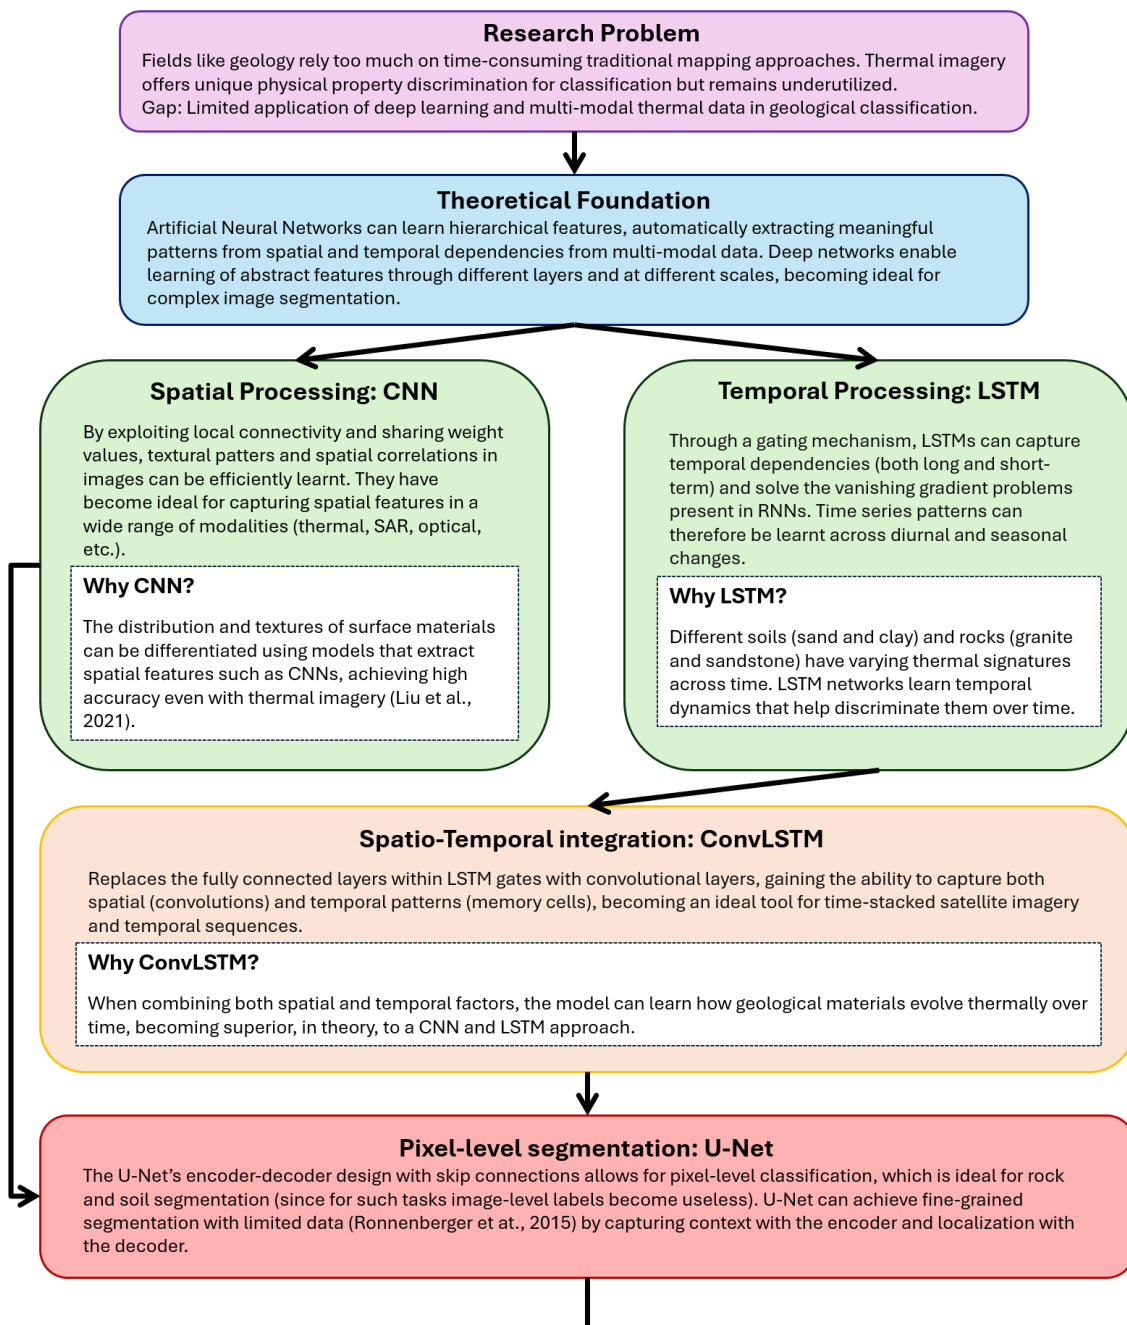 Research Problem
Fields like geology rely too much on time-consuming traditional mapping approaches. Thermal imagery
offers unique physical property discrimination for classification but remains underutilized.
Gap: Limited application of deep learning and multi-modal thermal data in geological classification.
Theoretical Foundation
Artificial Neural Networks can learn hierarchical features, automatically extracting meaningful
patterns from spatial and temporal dependencies from multi-modal data. Deep networks enable
learning of abstract features through different layers and at different scales, becoming ideal for
complex image segmentation.
Spatial Processing: CNN
By exploiting local connectivity and sharing weight
values, textural patters and spatial correlations in
images can be efficiently learnt. They have
become ideal for capturing spatial features in a
wide range of modalities (thermal, SAR, optical,
etc.).
Why CNN?
The distribution and textures of surface materials
can be differentiated using models that extract
spatial features such as CNNs, achieving high
accuracy even with thermal imagery (Liu et al.,
2021).
Temporal Processing: LSTM
Through a gating mechanism, LSTMs can capture
temporal dependencies (both long and short-
term) and solve the vanishing gradient problems
present in RNNs. Time series patterns can
therefore be learnt across diurnal and seasonal
changes.
Why LSTM?
Different soils (sand and clay) and rocks (granite
and sandstone) have varying thermal signatures
across time. LSTM networks learn temporal
dynamics that help discriminate them over time.
Spatio-Temporal integration: ConvLSTM
Replaces the fully connected layers within LSTM gates with convolutional layers, gaining the ability to capture both
spatial (convolutions) and temporal patterns (memory cells), becoming an ideal tool for time-stacked satellite imagery
and temporal sequences.
Why ConvLSTM?
When combining both spatial and temporal factors, the model can learn how geological materials evolve thermally over
time, becoming superior, in theory, to a CNN and LSTM approach.
Pixel-level segmentation: U-Net
The U-Net's encoder-decoder design with skip connections allows for pixel-level classification, which is ideal for rock
and soil segmentation (since for such tasks image-level labels become useless). U-Net can achieve fine-grained
segmentation with limited data (Ronnenberger et at., 2015) by capturing context with the encoder and localization with
the decoder.